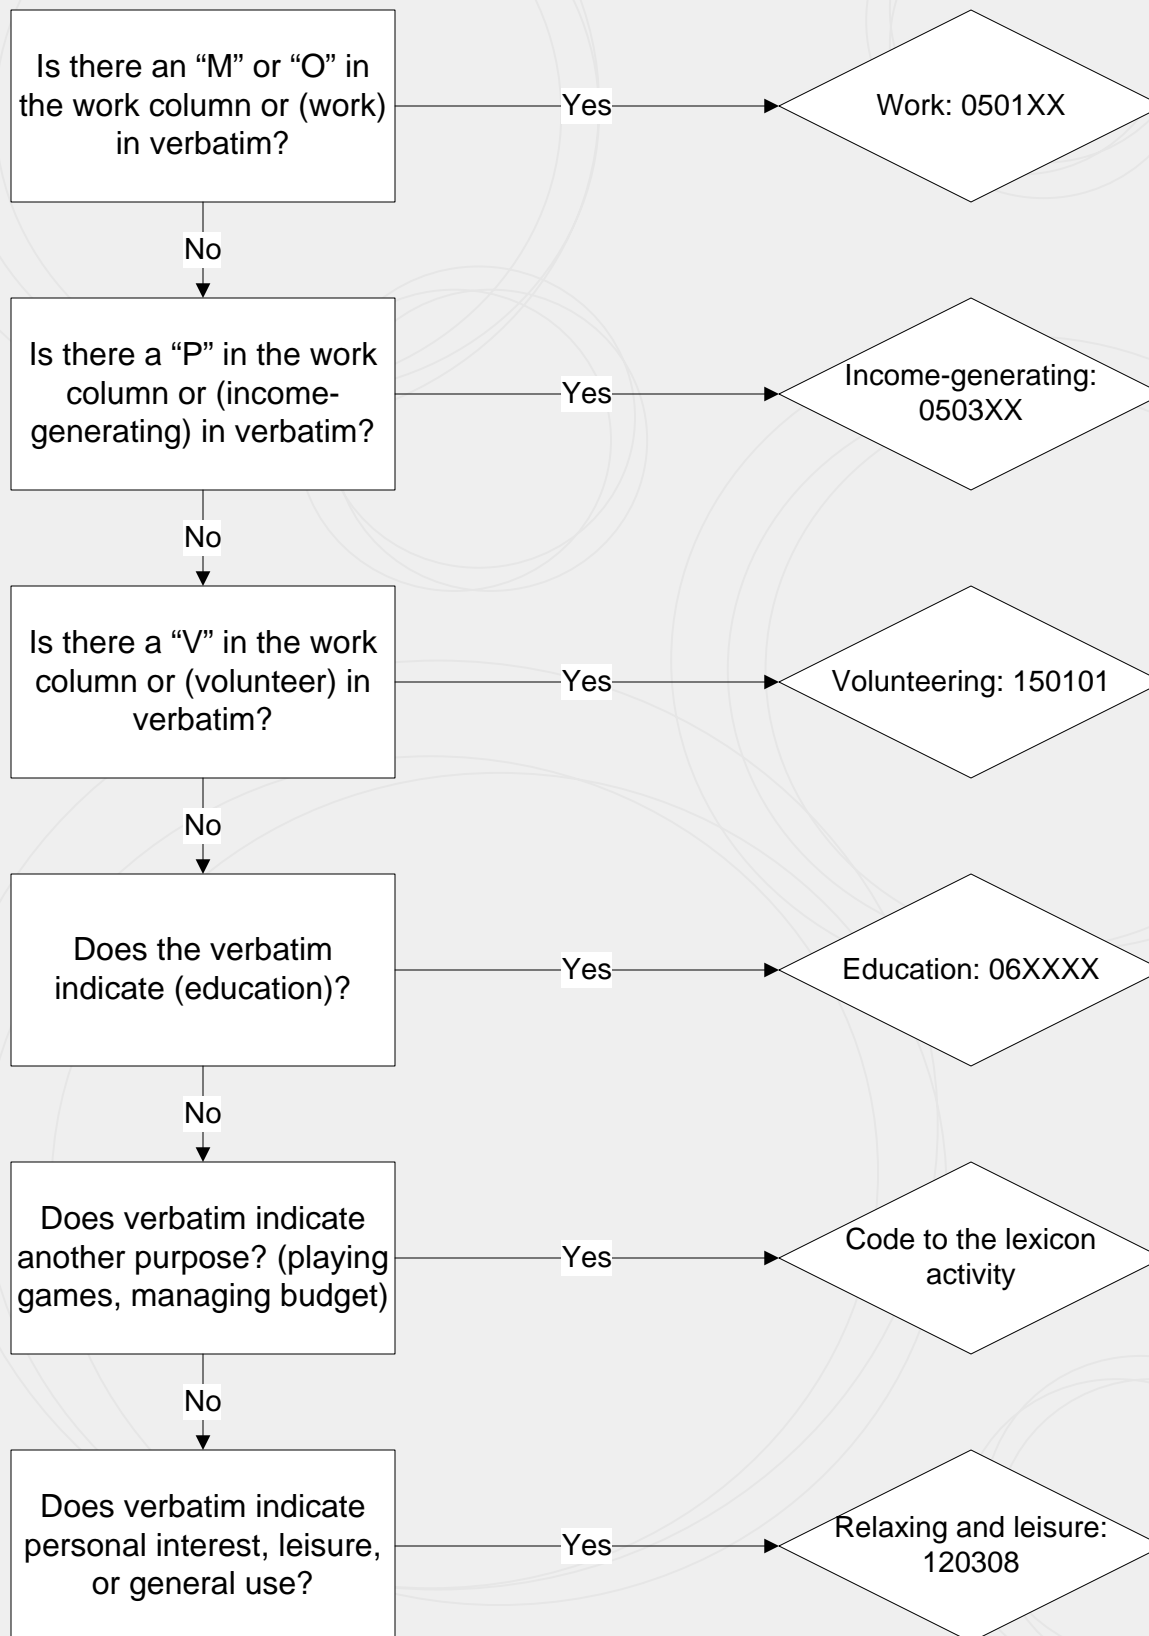 Is there an “M” or “O” in
the work column or (work)
in verbatim?
Yes
Work: 0501XX
No
Is there a “P” in the work
column or (income-
generating) in verbatim?
Yes
Income-generating:
0503XX
No
Is there a “V” in the work
column or (volunteer) in
verbatim?
Yes
Volunteering: 150101
No
Does the verbatim
indicate (education)?
Yes
Education: 06XXXX
No
Does verbatim indicate
another purpose? (playing
games, managing budget)
Yes
Code to the lexicon
activity
No
Does verbatim indicate
personal interest, leisure,
or general use?
Yes
Relaxing and leisure:
120308